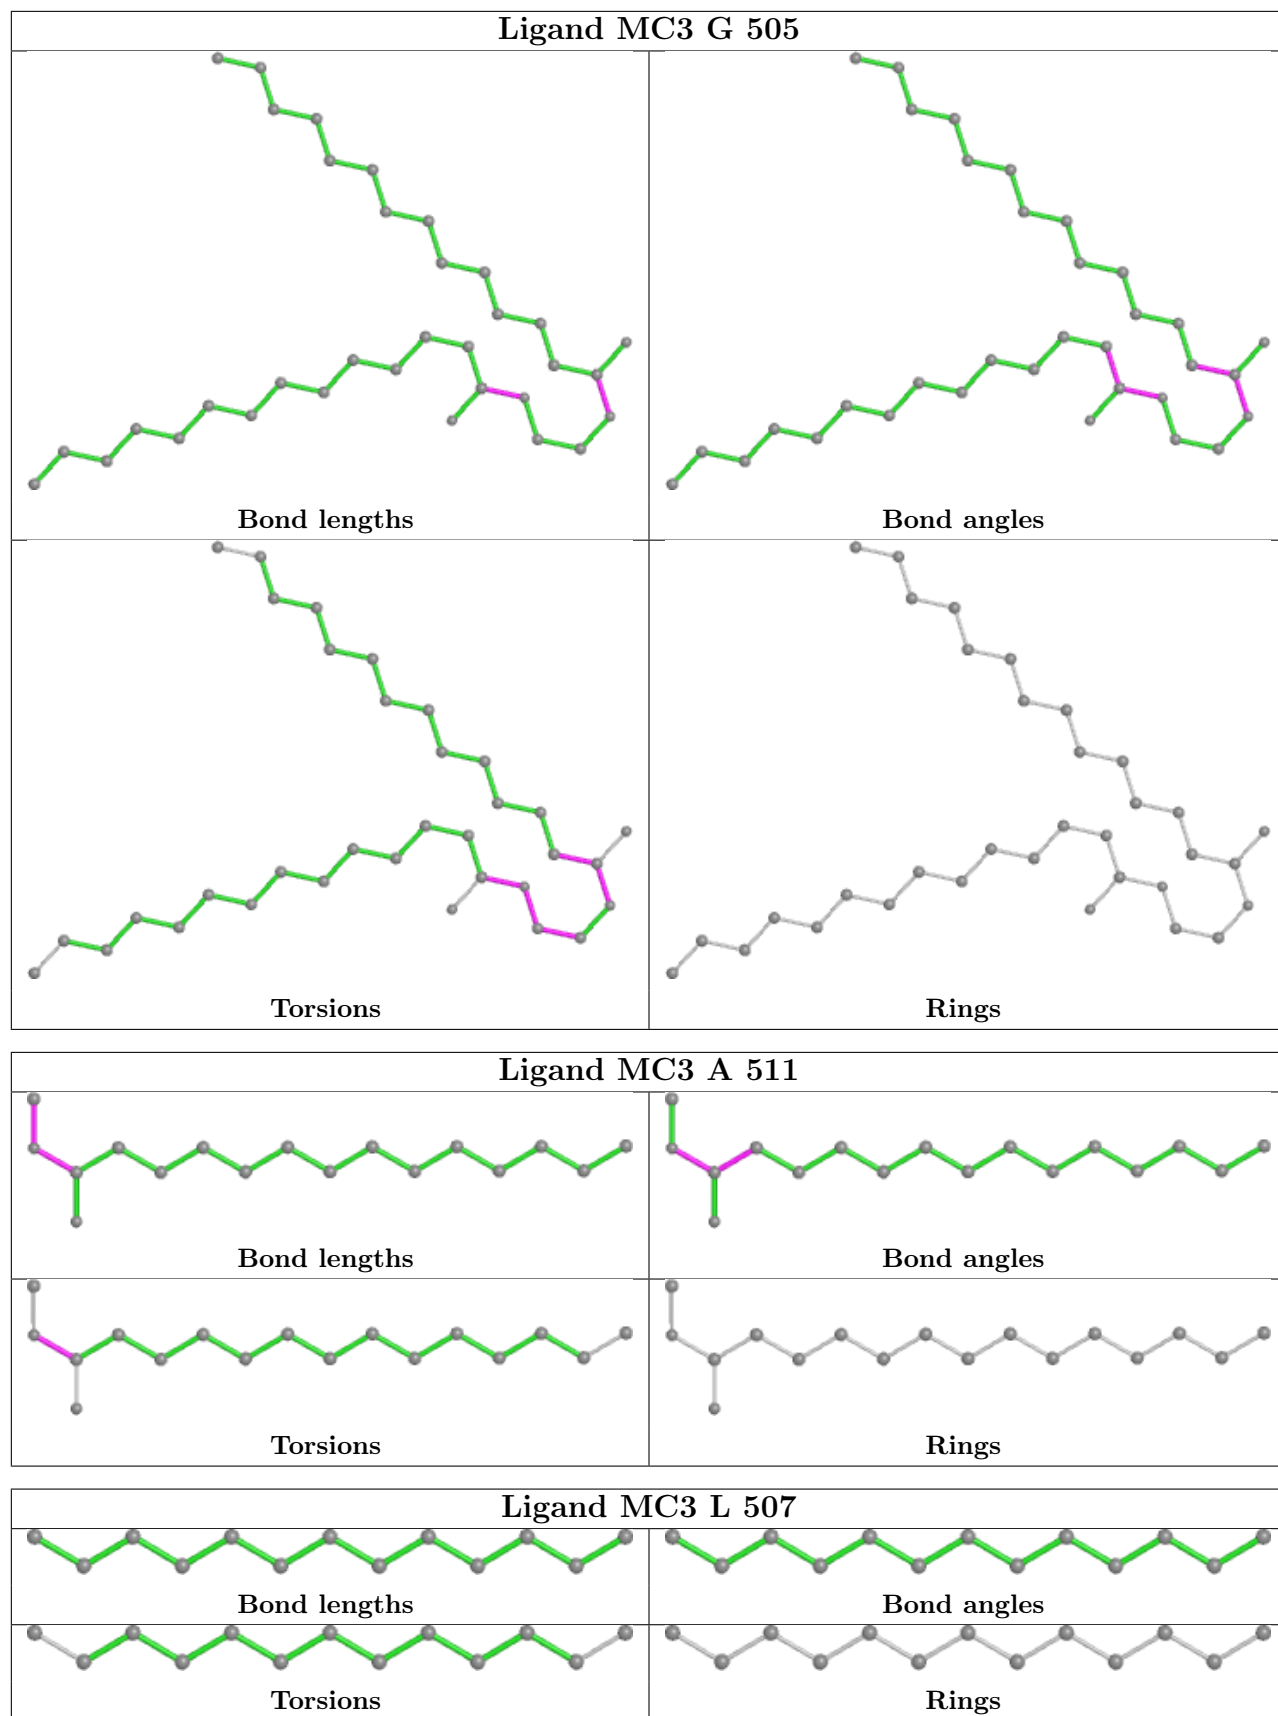 Ligand MC3 G 505
Bond lengths
Bond angles
Torsions
Rings
Ligand MC3 A 511
Bond lengths
Bond angles
Torsions
Rings
Ligand MC3 L 507
Bond lengths
Bond angles
Torsions
Rings